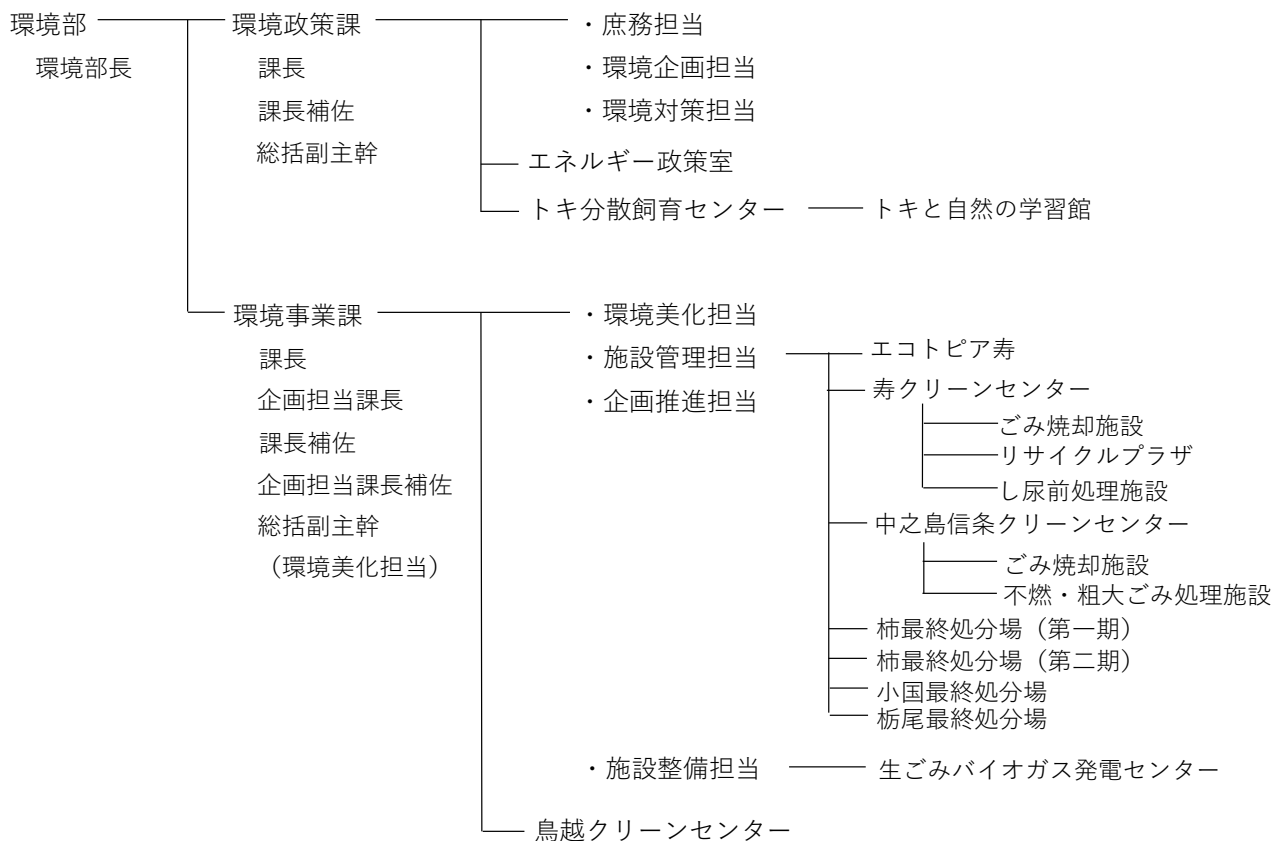 環境部
環境部長
環境政策課
課長
課長補佐
総括副主幹
・庶務担当
・環境企画担当
・環境対策担当
エネルギー政策室
トキ分散飼育センター
トキと自然の学習館
環境事業課
課長
企画担当課長
課長補佐
企画担当課長補佐
総括副主幹
（環境美化担当）
・環境美化担当
・施設管理担当
・企画推進担当
エコトピア寿
寿クリーンセンター
ごみ焼却施設
リサイクルプラザ
し尿前処理施設
中之島信条クリーンセンター
ごみ焼却施設
不燃・粗大ごみ処理施設
柿最終処分場（第一期）
柿最終処分場（第二期）
小国最終処分場
栃尾最終処分場
・施設整備担当
生ごみバイオガス発電センター
鳥越クリーンセンター